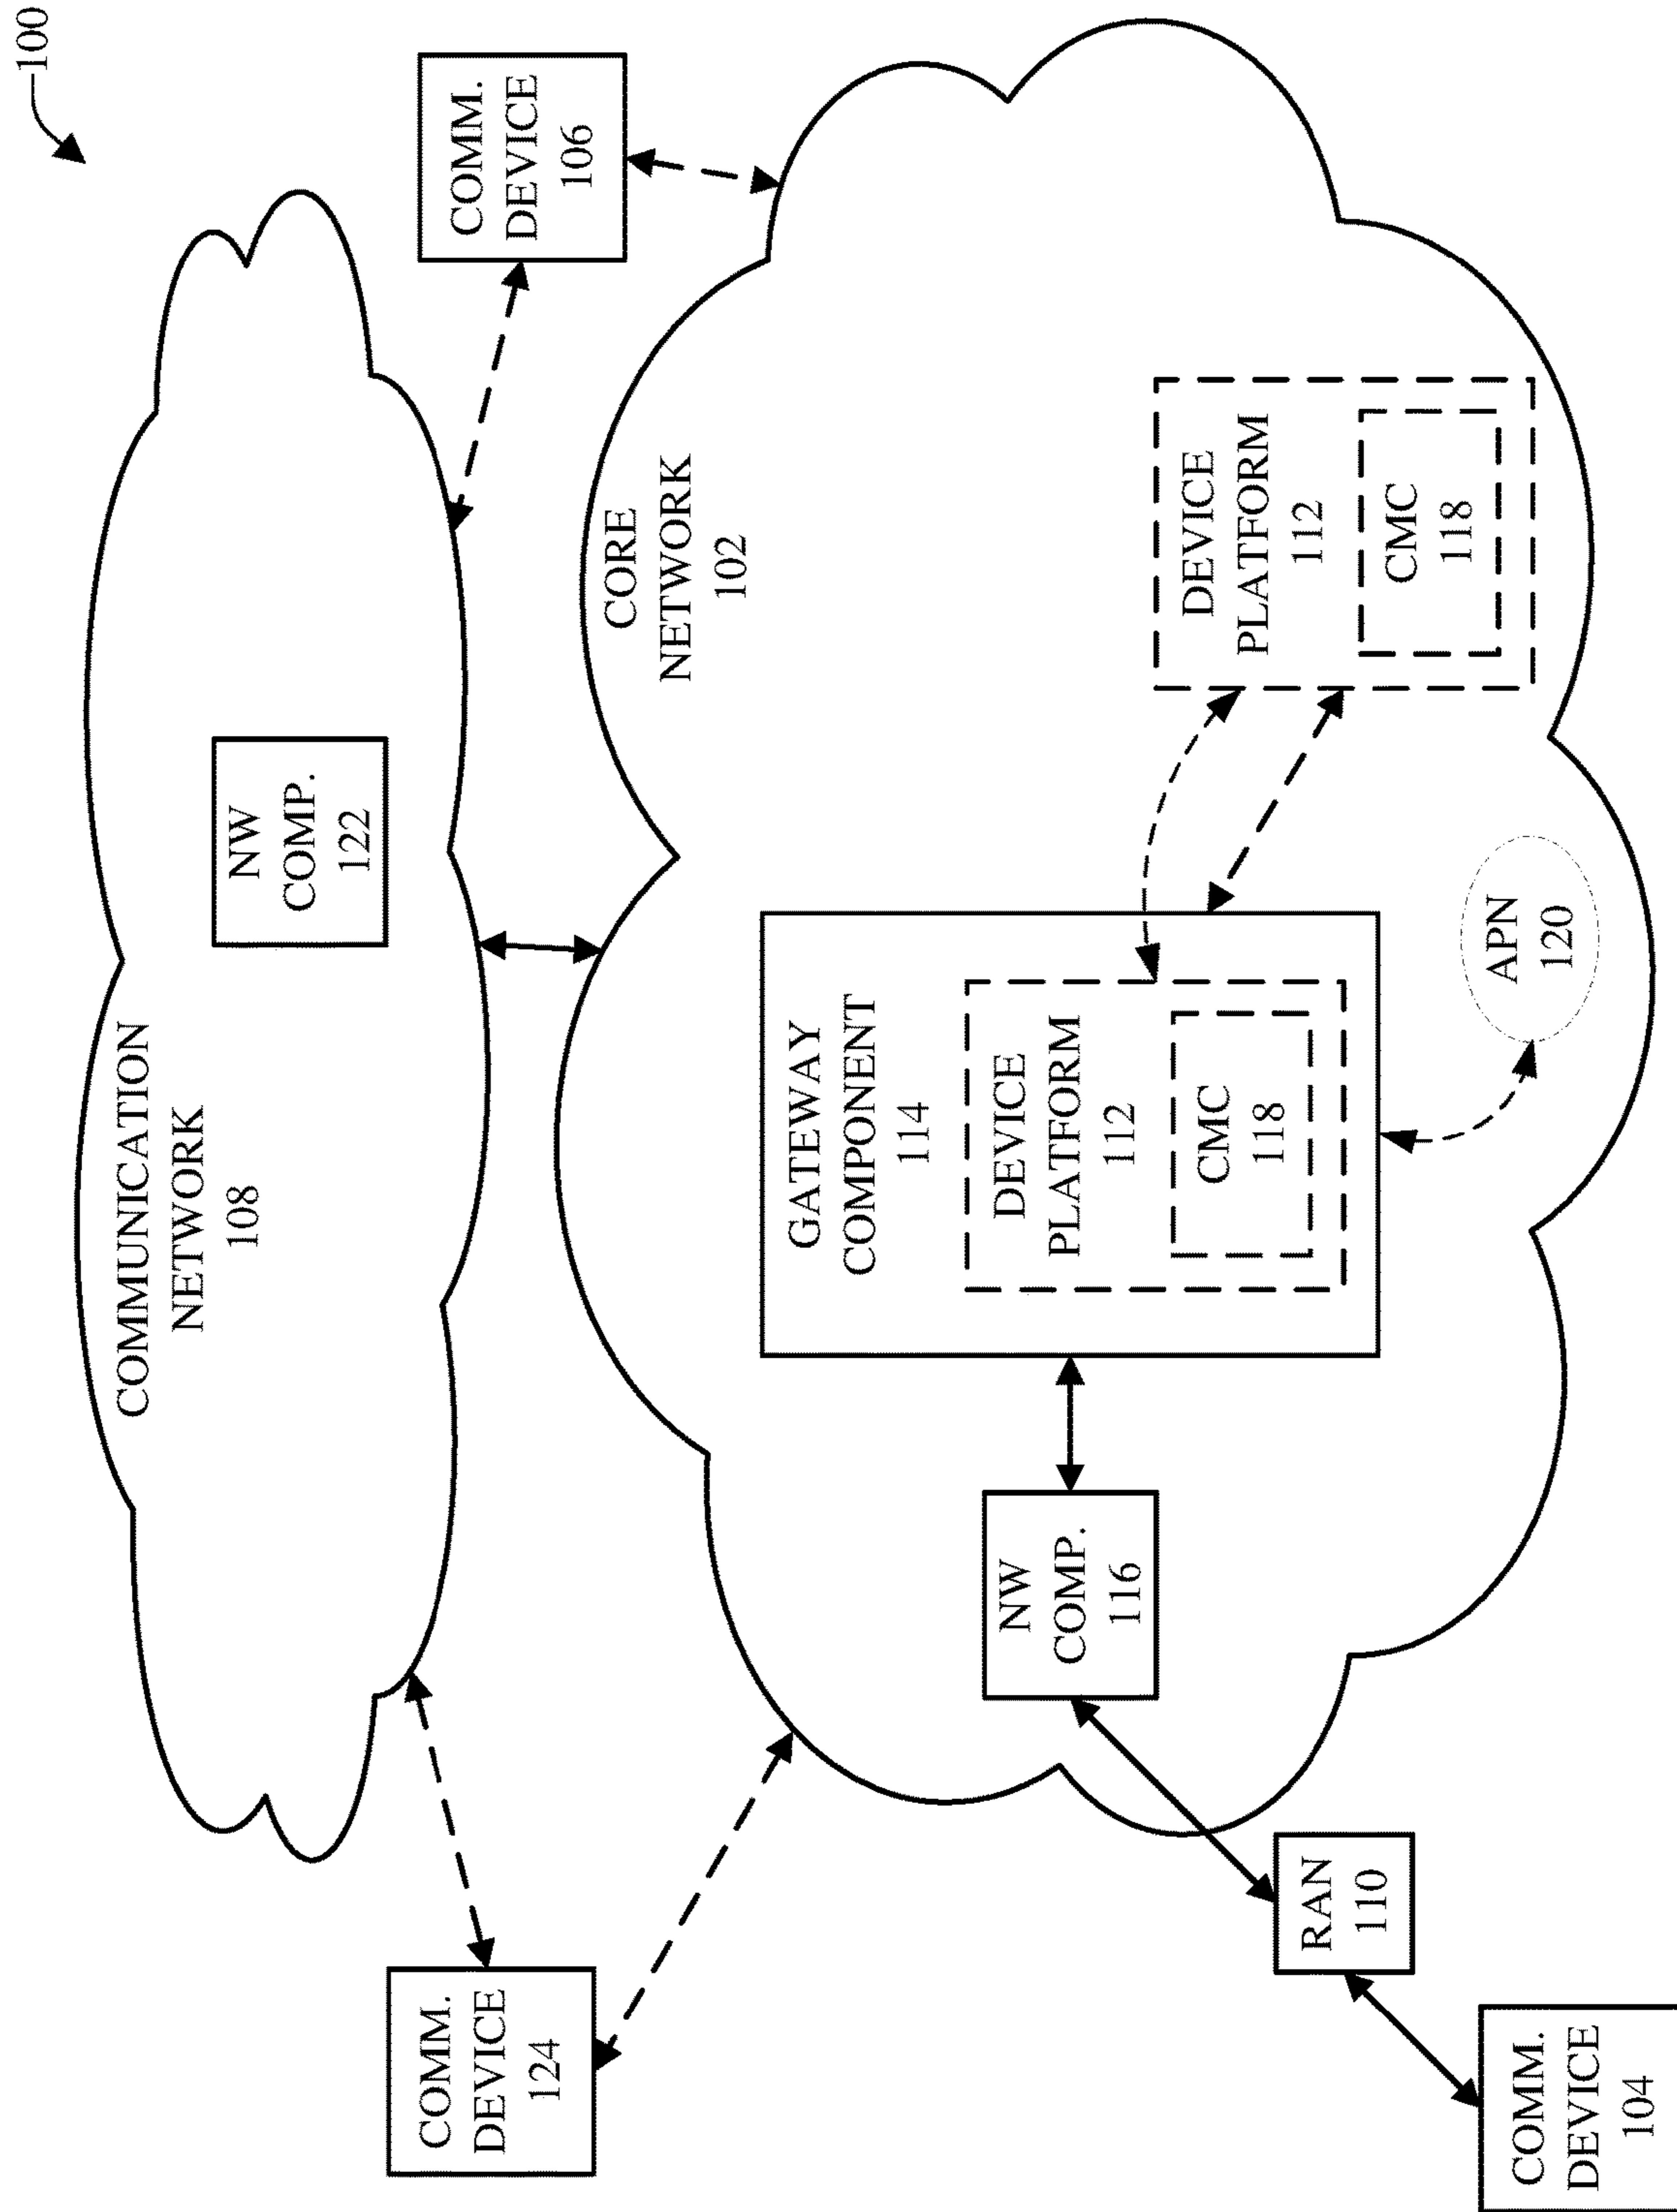 100
COMMUNICATION
NETWORK
108
NW
COMP.
122
COMM.
DEVICE
124
COMM.
DEVICE
106
CORE
NETWORK
102
GATEWAY
COMPONENT
114
DEVICE
PLATFORM
112
CMC
118
DEVICE
PLATFORM
112
CMC
118
NW
COMP.
116
APN
120
RAN
110
COMM.
DEVICE
104